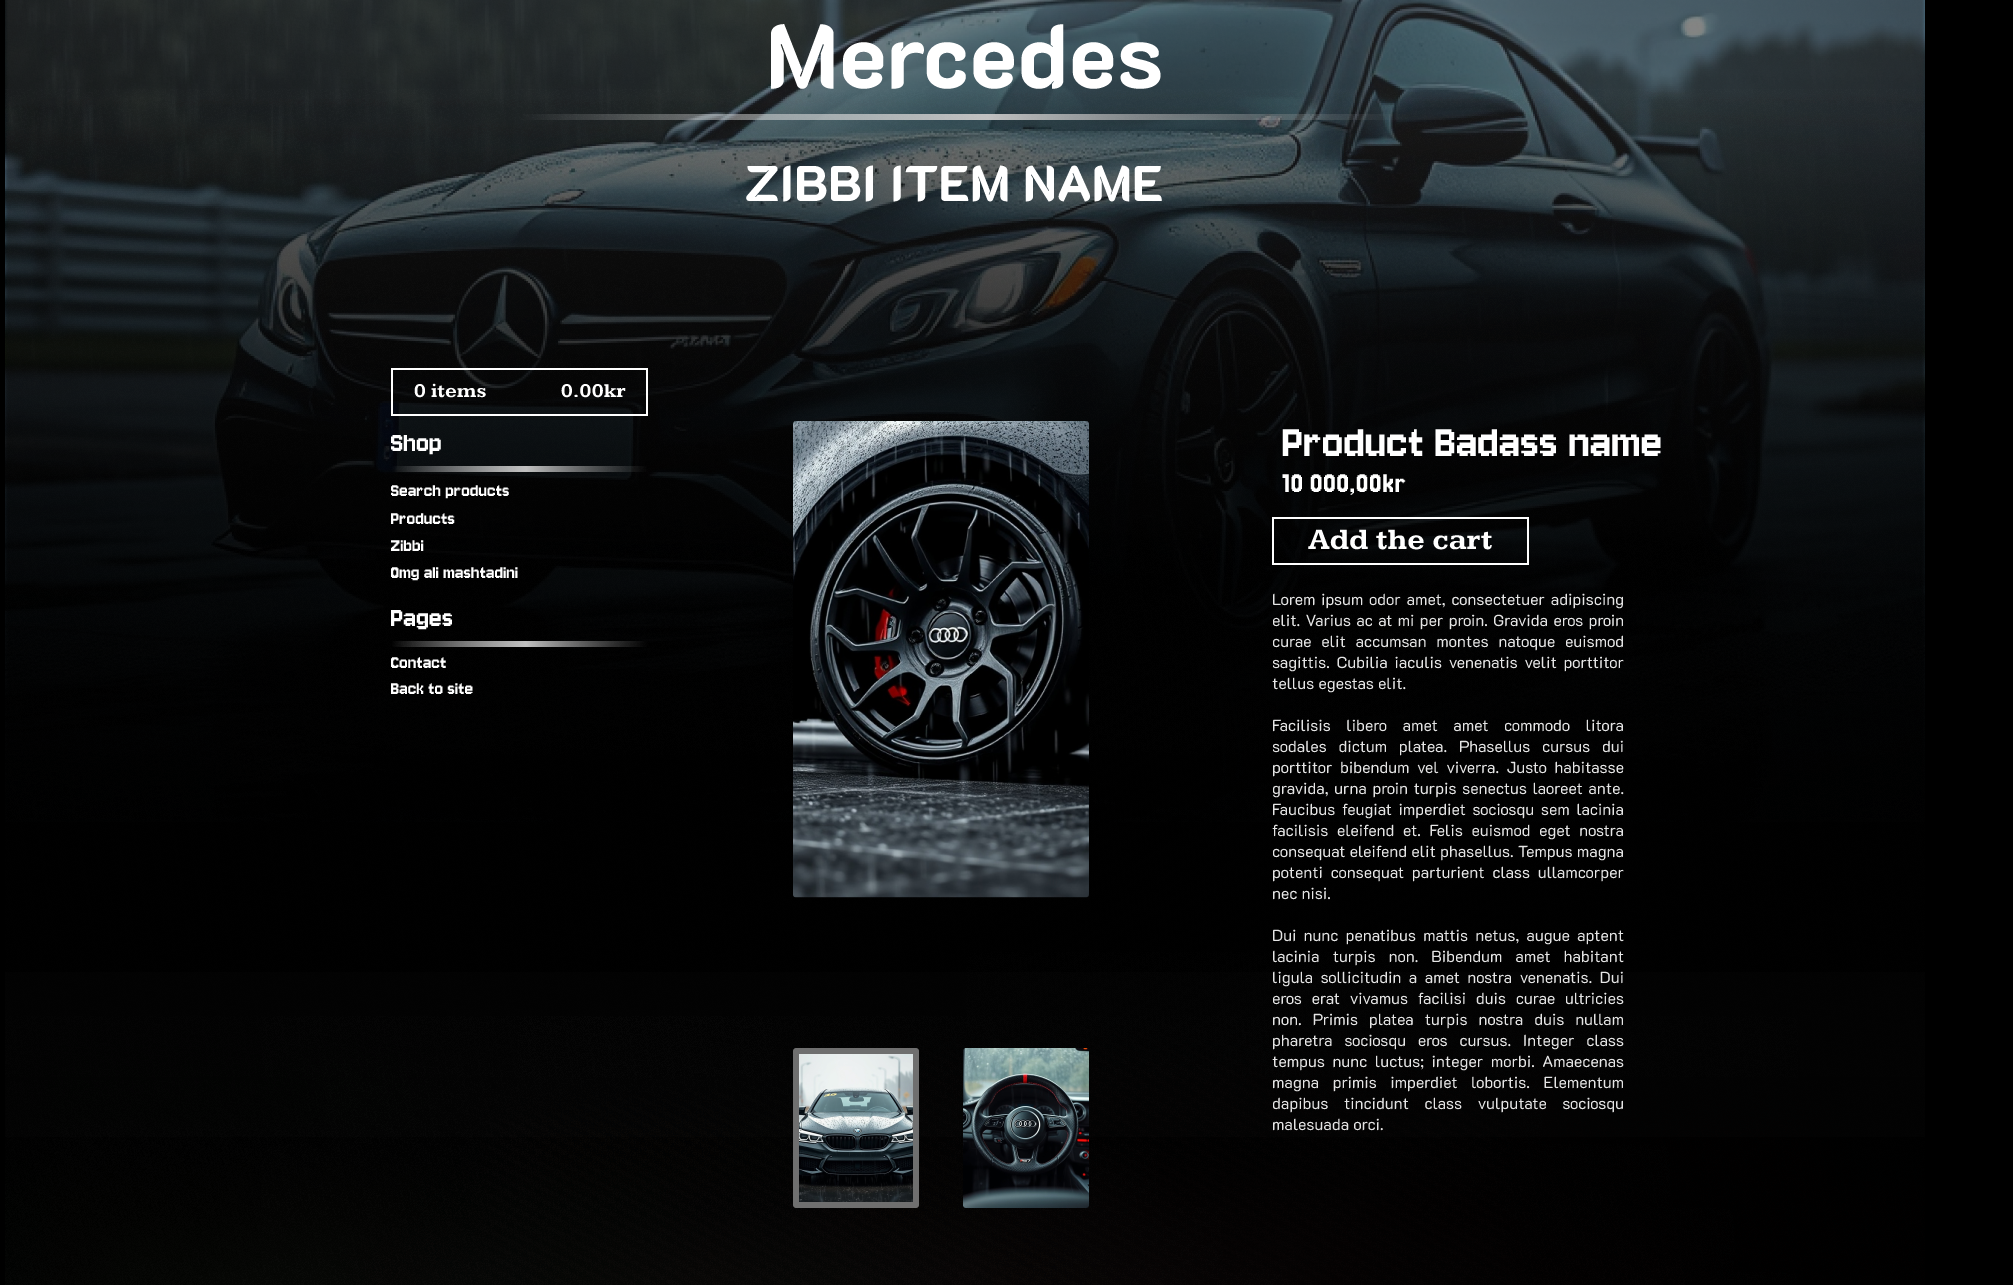 Mercedes
ZIBBI ITEM NAME
0 items 0.00kr
Shop
Search products
Products
Zibbi
Omg ali mashtadini
Pages
Contact
Back to site
Product Badass name
10 000,00kr
Add the cart
Lorem ipsum odor amet, consectetuer adipiscing
elit. Varius ac at mi per proin. Gravida eros proin
curae elit accumsan montes natoque euismod
sagittis. Cubilia iaculis venenatis velit porttitor
tellus egestas elit.
Facilisis libero amet amet commodo litora
sodales dictum platea. Phasellus cursus dui
porttitor bibendum vel viverra. Justo habitasse
gravida, urna proin turpis senectus laoreet ante.
Faucibus feugiat imperdiet sociosqu sem lacinia
facilisis eleifend et. Felis euismod eget nostra
consequat eleifend elit phasellus. Tempus magna
potenti consequat parturient class ullamcorper
nec nisi.
Dui nunc penatibus mattis netus, augue aptent
lacinia turpis non. Bibendum amet habitant
ligula sollicitudin a amet nostra venenatis. Dui
eros erat vivamus facilisi duis curae ultricies
non. Primis platea turpis nostra duis nullam
pharetra sociosqu eros cursus. Integer class
tempus nunc luctus; integer morbi. Amaecenas
magna primis imperdiet lobortis. Elementum
dapibus tincidunt class vulputate sociosqu
malesuada orci.